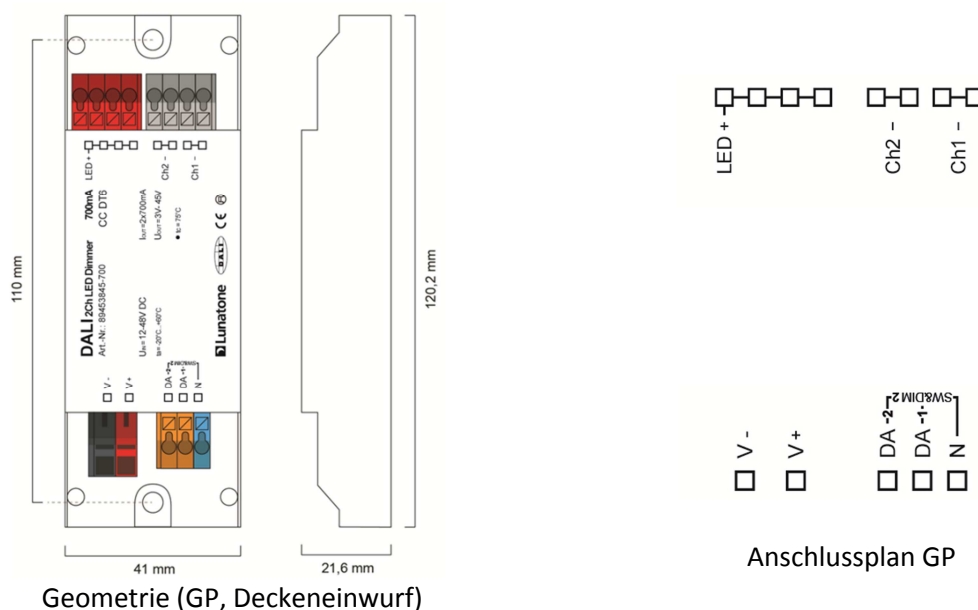 LED +
Ch2 –
Ch1 –
DALI 2Ch LED Dimmer 700mA
Art.-Nr.: 89453845-700 CC DT6
UIN=12-48V DC
IOUT=2x700mA
UOUT=3V- 45V
ta=-20°C...+60°C
● tc = 75°C
Lunatone
DALI
CE
V -
V+
DA -2-
DA -1-
N
SW&DIM 2
110 mm
120,2 mm
41 mm
21,6 mm
Geometrie (GP, Deckeneinwurf)
LED +
Ch2 –
Ch1 –
V -
V +
DA -2-
DA -1-
N
SW&DIM 2
Anschlussplan GP